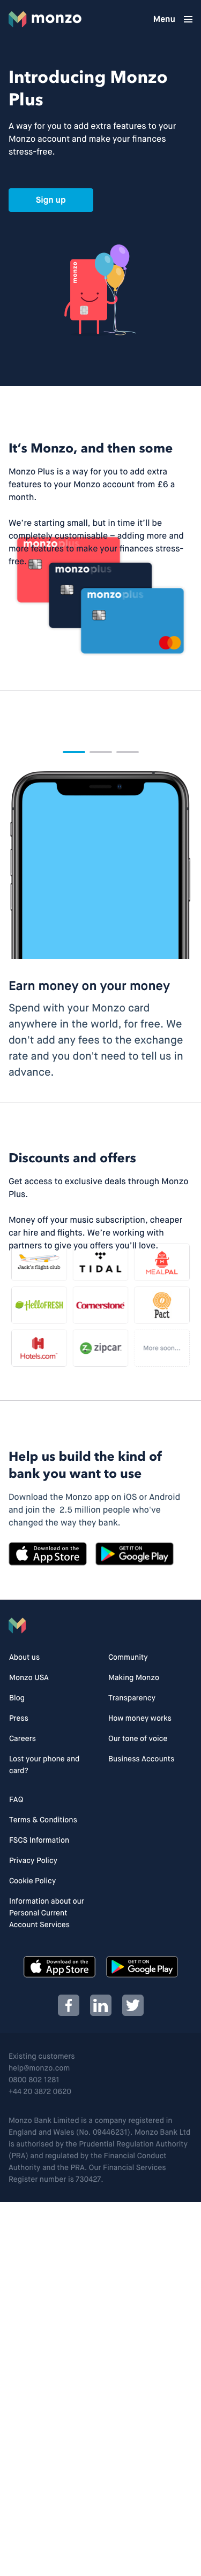 monzo
Menu
Introducing Monzo
Plus
A way for you to add extra features to your
Monzo account and make your finances
stress-free.
Sign up
monzo
It's Monzo, and then some
Monzo Plus is a way for you to add extra
features to your Monzo account from £6 a
month.
We're starting small, but in time it'll be
completely customisable – adding more and
more features to make your finances stress-
free.
monzoplus
monzoplus
monzoplus
Earn money on your money
Spend with your Monzo card
anywhere in the world, for free. We
don't add any fees to the exchange
rate and you don't need to tell us in
advance.
Discounts and offers
Get access to exclusive deals through Monzo
Plus.
Money off your music subscription, cheaper
car hire and flights. We're working with
partners to give you offers you'll love.
Jack's flight club
TIDAL
MEALPAL
HelloFRESH
Cornerstone
Pact
Hotels.com
zipcar
More soon...
Help us build the kind of
bank you want to use
Download the Monzo app on iOS or Android
and join the 2.5 million people who've
changed the way they bank.
Download on the
App Store
GET IT ON
Google Play
About us
Community
Monzo USA
Making Monzo
Blog
Transparency
Press
How money works
Careers
Our tone of voice
Lost your phone and
card?
Business Accounts
FAQ
Terms & Conditions
FSCS Information
Privacy Policy
Cookie Policy
Information about our
Personal Current
Account Services
Download on the
App Store
GET IT ON
Google Play
Existing customers
help@monzo.com
0800 802 1281
+44 20 3872 0620
Monzo Bank Limited is a company registered in
England and Wales (No. 09446231). Monzo Bank Ltd
is authorised by the Prudential Regulation Authority
(PRA) and regulated by the Financial Conduct
Authority and the PRA. Our Financial Services
Register number is 730427.